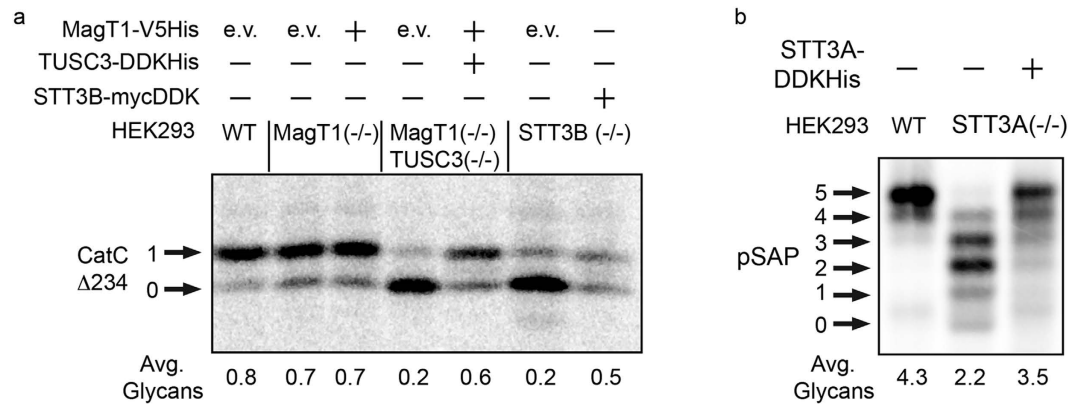 a
MagT1-V5His e.v. e.v. + e.v. + e.v. —
TUSC3-DDKHis — — — — + — —
STT3B-mycDDK — — — — — — +
HEK293 WT MagT1(-/-) MagT1(-/-) STT3B (-/-)
TUSC3(-/-)
CatC 1
Δ234 0
Avg.
Glycans 0.8 0.7 0.7 0.2 0.6 0.2 0.5
b
STT3A-
DDKHis — — +
HEK293 WT STT3A(-/-)
5
4
3
pSAP 2
1
0
Avg.
Glycans 4.3 2.2 3.5